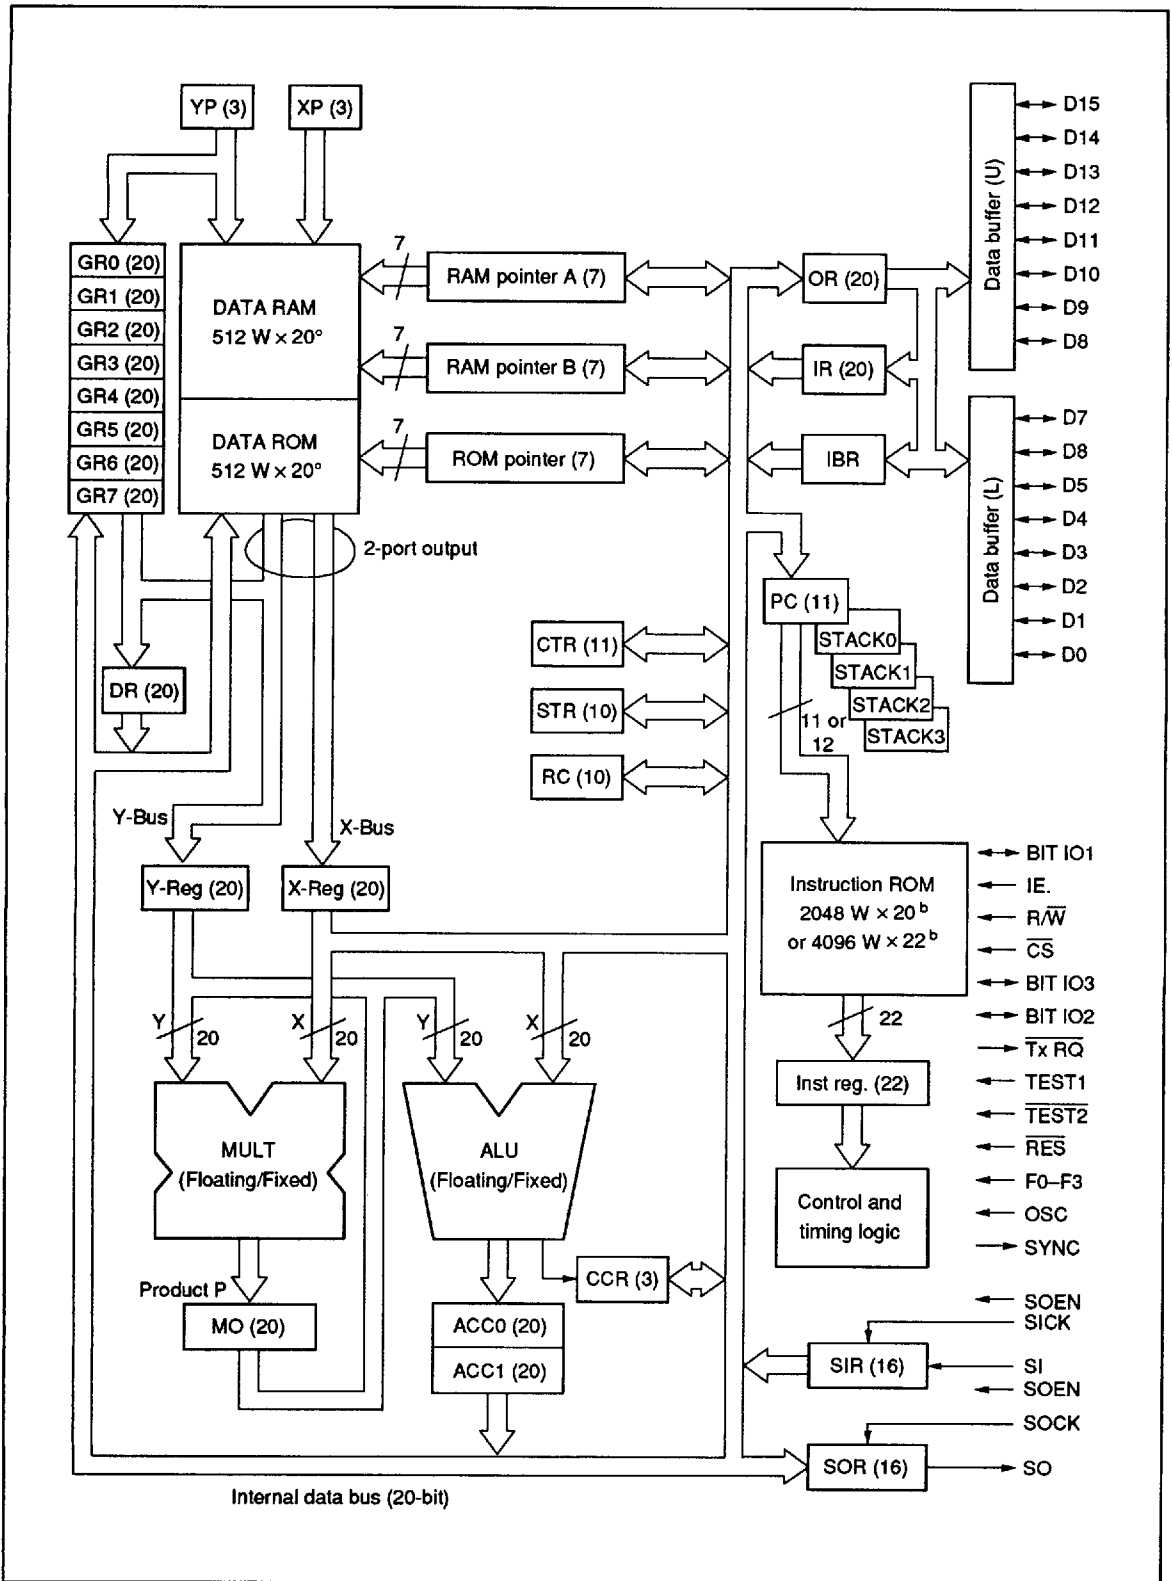 YP (3)
XP (3)
GR0 (20)
GR1 (20)
GR2 (20)
GR3 (20)
GR4 (20)
GR5 (20)
GR6 (20)
GR7 (20)
DATA RAM
512 W × 20°
DATA ROM
512 W × 20°
7
RAM pointer A (7)
7
RAM pointer B (7)
7
ROM pointer (7)
OR (20)
IR (20)
IBR
Data buffer (U)
D15
D14
D13
D12
D11
D10
D9
D8
Data buffer (L)
D7
D8
D5
D4
D3
D2
D1
D0
2-port output
DR (20)
CTR (11)
STR (10)
RC (10)
PC (11)
STACK0
STACK1
STACK2
STACK3
11 or
12
Y-Bus
X-Bus
Y-Reg (20)
X-Reg (20)
Instruction ROM
2048 W × 20ᵇ
or 4096 W × 22ᵇ
22
Inst reg. (22)
Control and
timing logic
BIT IO1
IE.
R/W̅
C̅S̅
BIT IO3
BIT IO2
T̅x̅ ̅R̅Q̅
TEST1
T̅E̅S̅T̅2̅
R̅E̅S̅
F0–F3
OSC
SYNC
Y
20
X
20
Y
20
X
20
MULT
(Floating/Fixed)
ALU
(Floating/Fixed)
Product P
MO (20)
CCR (3)
ACC0 (20)
ACC1 (20)
SOEN
SICK
SIR (16)
SI
SOEN
SOCK
SOR (16)
SO
Internal data bus (20-bit)